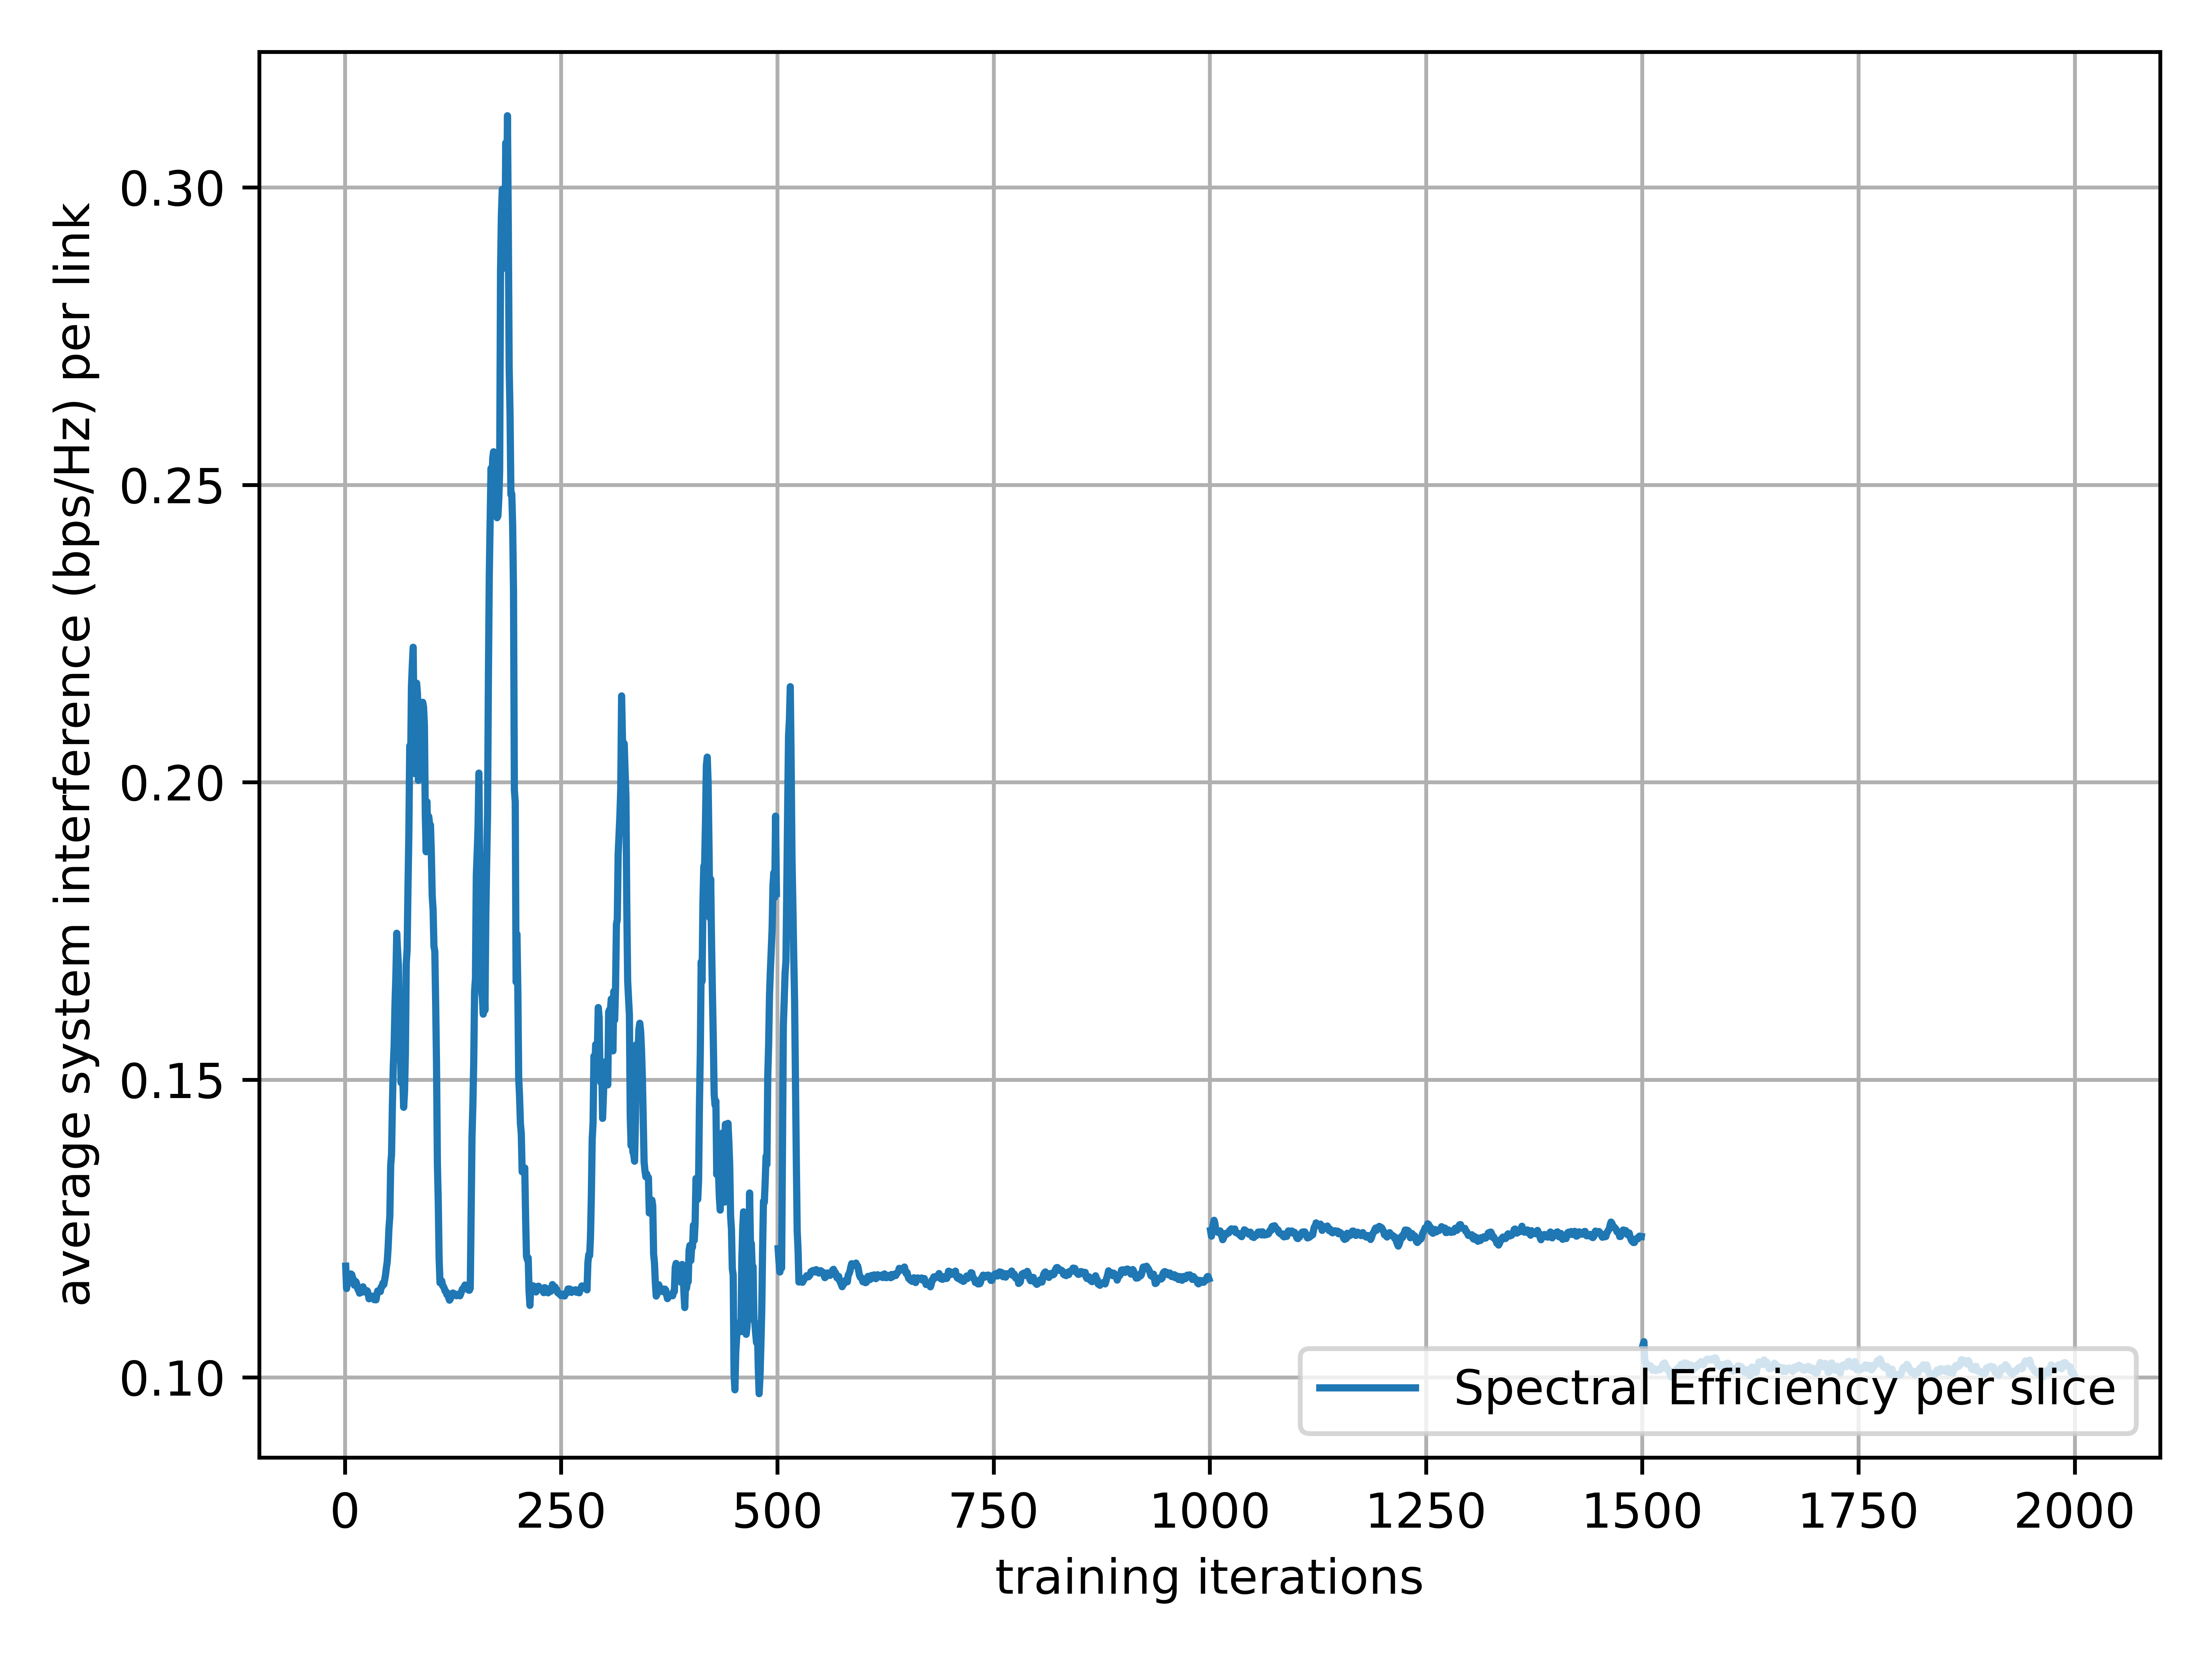 average system interference (bps/Hz) per link
0.30
0.25
0.20
0.15
0.10
Spectral Efficiency per slice
0 250 500 750 1000 1250 1500 1750 2000
training iterations